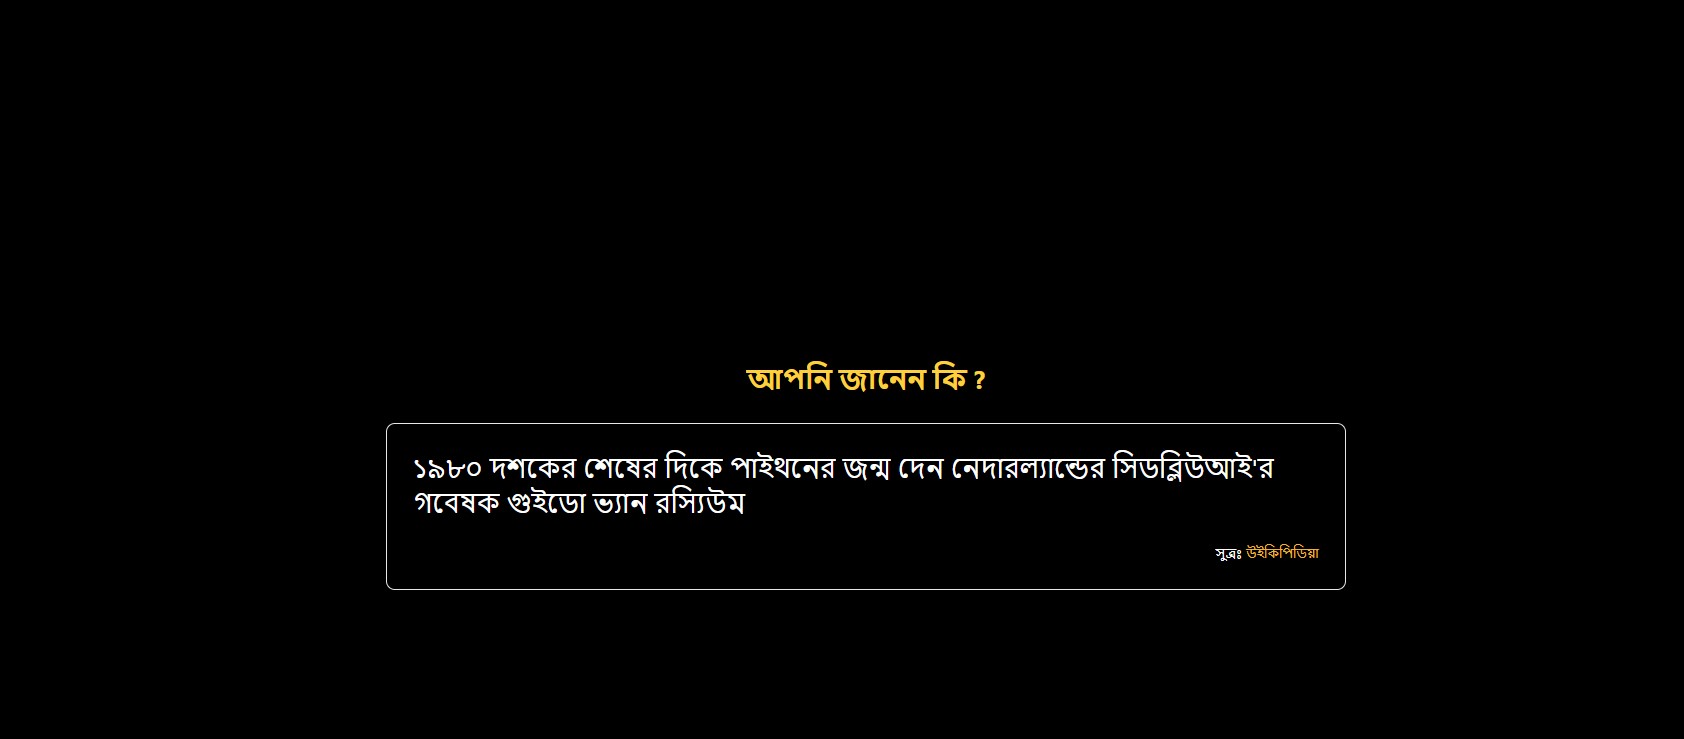 আপনি জানেন কি ?
১৯৮০ দশকের শেষের দিকে পাইথনের জন্ম দেন নেদারল্যান্ডের সিডব্লিউআই'র
গবেষক গুইডো ভ্যান রস্যিউম
সুত্রঃ উইকিপিডিয়া